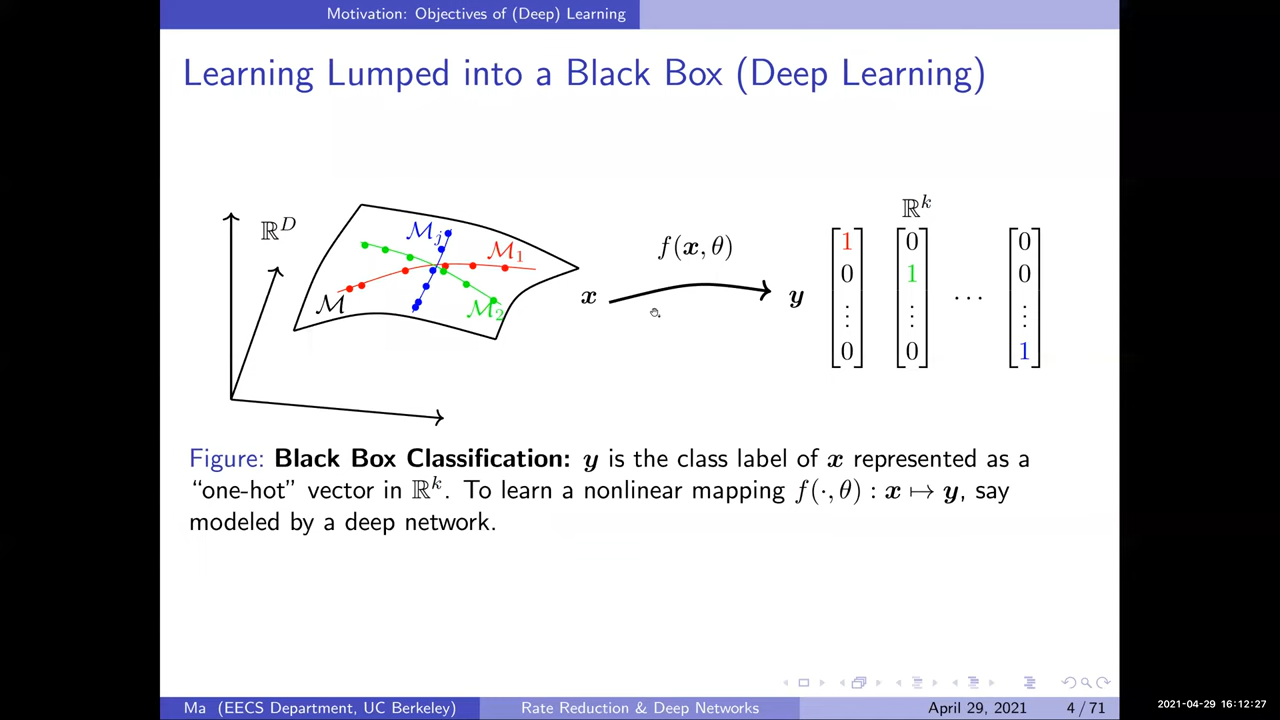 Motivation: Objectives of (Deep) Learning
Learning Lumped into a Black Box (Deep Learning)
ℝ^D
ℳ
ℳ_j
ℳ_1
ℳ_2
x
f(x, θ)
y
ℝ^k
1 0 ⋮ 0
0 1 ⋮ 0
⋯
0 0 ⋮ 1
Figure: Black Box Classification: y is the class label of x represented as a
“one-hot” vector in ℝ^k. To learn a nonlinear mapping f(·, θ) : x ↦ y, say
modeled by a deep network.
Ma (EECS Department, UC Berkeley)
Rate Reduction & Deep Networks
April 29, 2021
4 / 71
2021-04-29 16:12:27